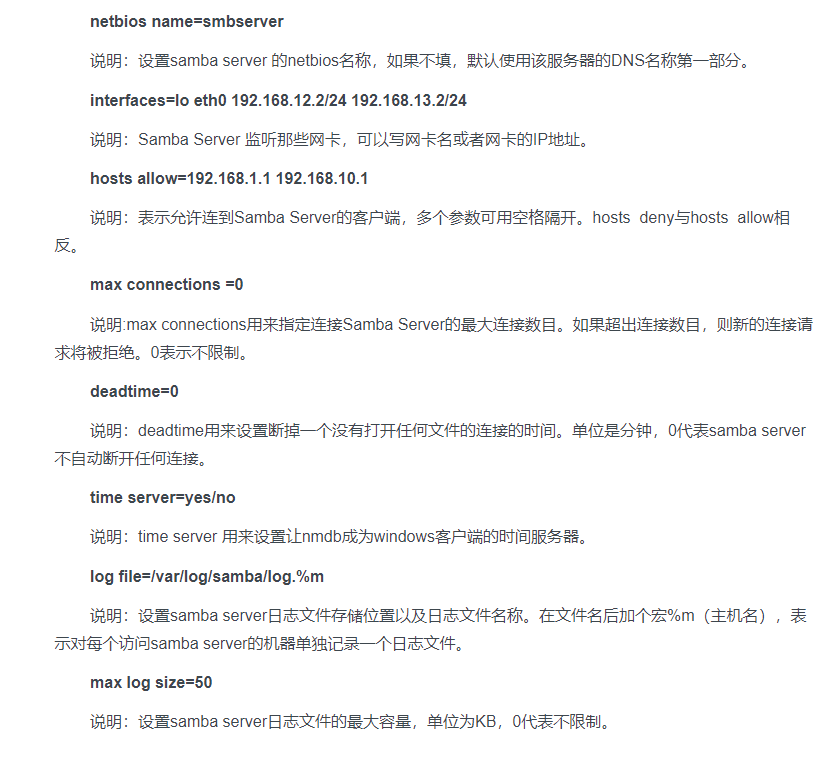 netbios name=smbserver
说明：设置samba server 的netbios名称，如果不填，默认使用该服务器的DNS名称第一部分。
interfaces=lo eth0 192.168.12.2/24 192.168.13.2/24
说明：Samba Server 监听那些网卡，可以写网卡名或者网卡的IP地址。
hosts allow=192.168.1.1 192.168.10.1
说明：表示允许连到Samba Server的客户端，多个参数可用空格隔开。hosts deny与hosts allow相
反。
max connections =0
说明:max connections用来指定连接Samba Server的最大连接数目。如果超出连接数目，则新的连接请
求将被拒绝。0表示不限制。
deadtime=0
说明：deadtime用来设置断掉一个没有打开任何文件的连接的时间。单位是分钟，0代表samba server
不自动断开任何连接。
time server=yes/no
说明：time server 用来设置让nmdb成为windows客户端的时间服务器。
log file=/var/log/samba/log.%m
说明：设置samba server日志文件存储位置以及日志文件名称。在文件名后加个宏%m（主机名），表
示对每个访问samba server的机器单独记录一个日志文件。
max log size=50
说明：设置samba server日志文件的最大容量，单位为KB，0代表不限制。